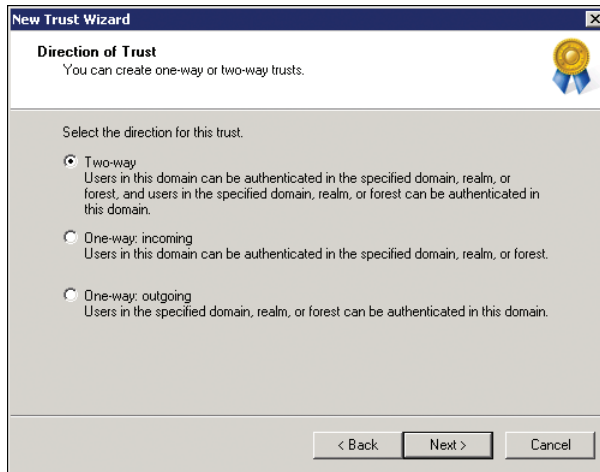 New Trust Wizard
Direction of Trust
You can create one-way or two-way trusts.
Select the direction for this trust.
Two-way
Users in this domain can be authenticated in the specified domain, realm, or
forest, and users in the specified domain, realm, or forest can be authenticated in
this domain.
One-way: incoming
Users in this domain can be authenticated in the specified domain, realm, or forest.
One-way: outgoing
Users in the specified domain, realm, or forest can be authenticated in this domain.
< Back Next > Cancel